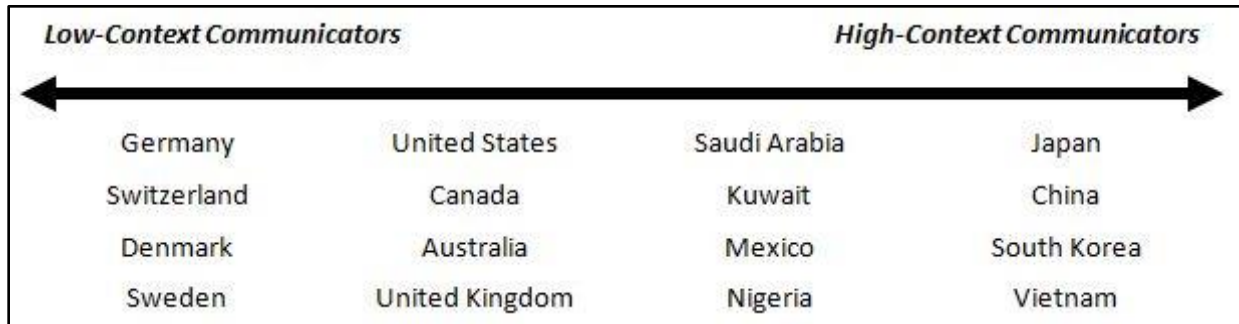 Low-Context Communicators High-Context Communicators
Germany United States Saudi Arabia Japan
Switzerland Canada Kuwait China
Denmark Australia Mexico South Korea
Sweden United Kingdom Nigeria Vietnam